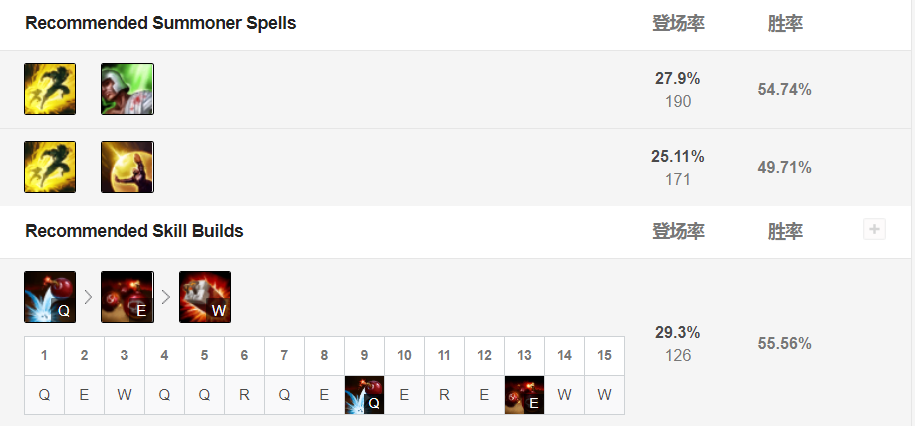 Recommended Summoner Spells 登场率 胜率
27.9%
190
54.74%
25.11%
171
49.71%
Recommended Skill Builds 登场率 胜率
Q E W
29.3%
126
55.56%
1 2 3 4 5 6 7 8 9 10 11 12 13 14 15
Q E W Q Q R Q E Q E R E E W W